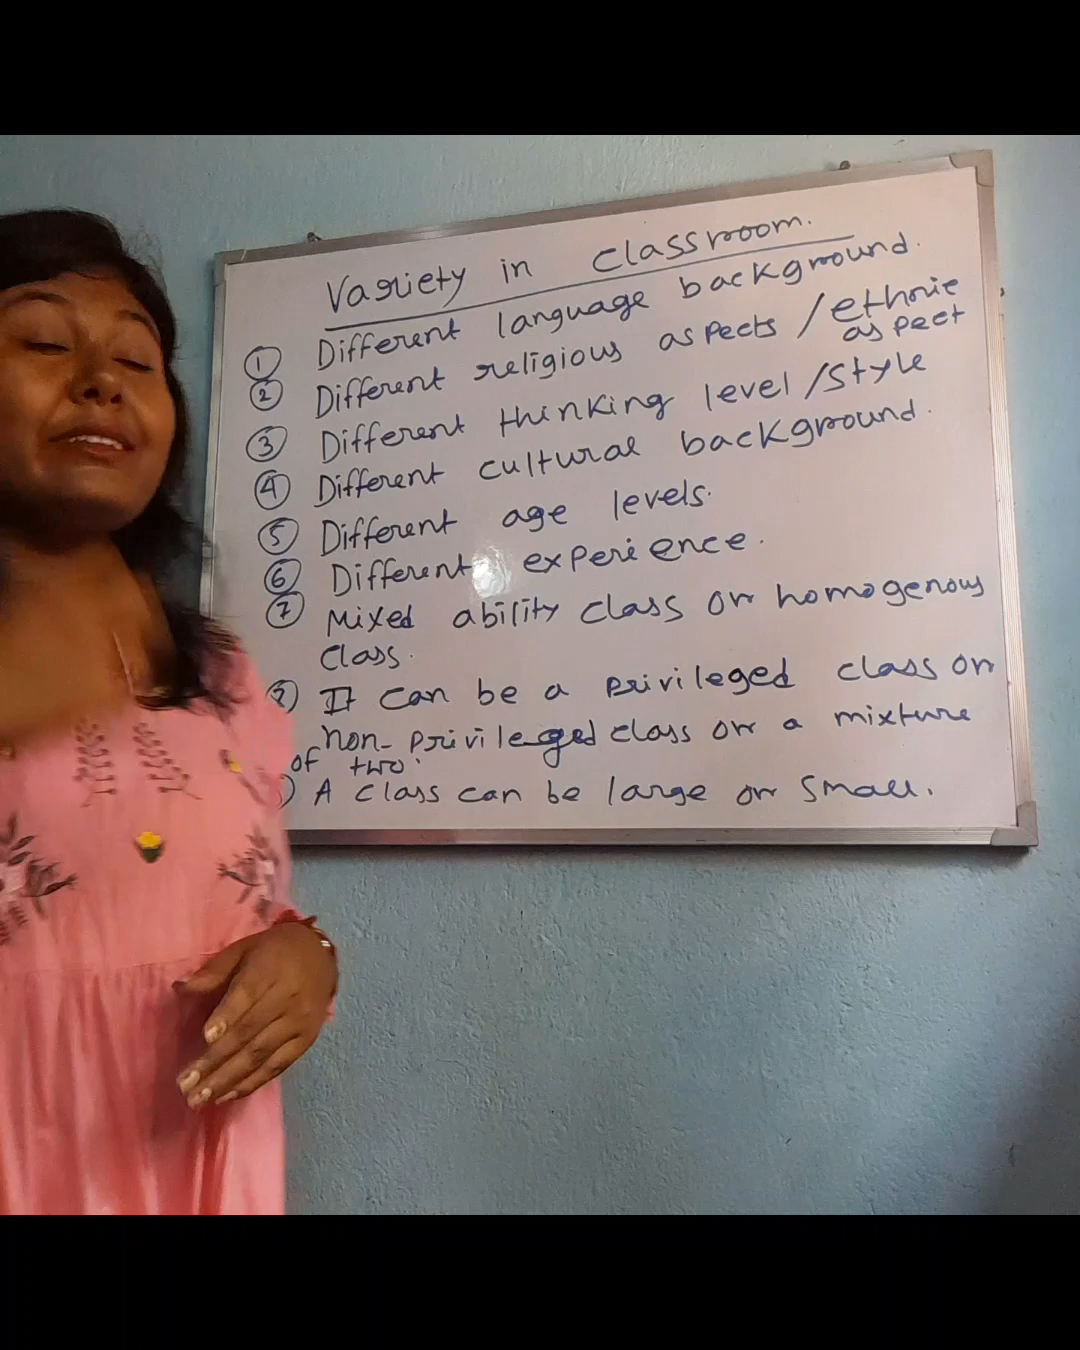 Variety in classroom.
① Different language background.
② Different religious aspects / ethnic
aspect
③ Different thinking level / style
④ Different cultural background.
⑤ Different age levels.
⑥ Different experience.
⑦ Mixed ability class or homogenous
class.
It can be a privileged class or
non-privileged class or a mixture
of two.
A class can be large or small.